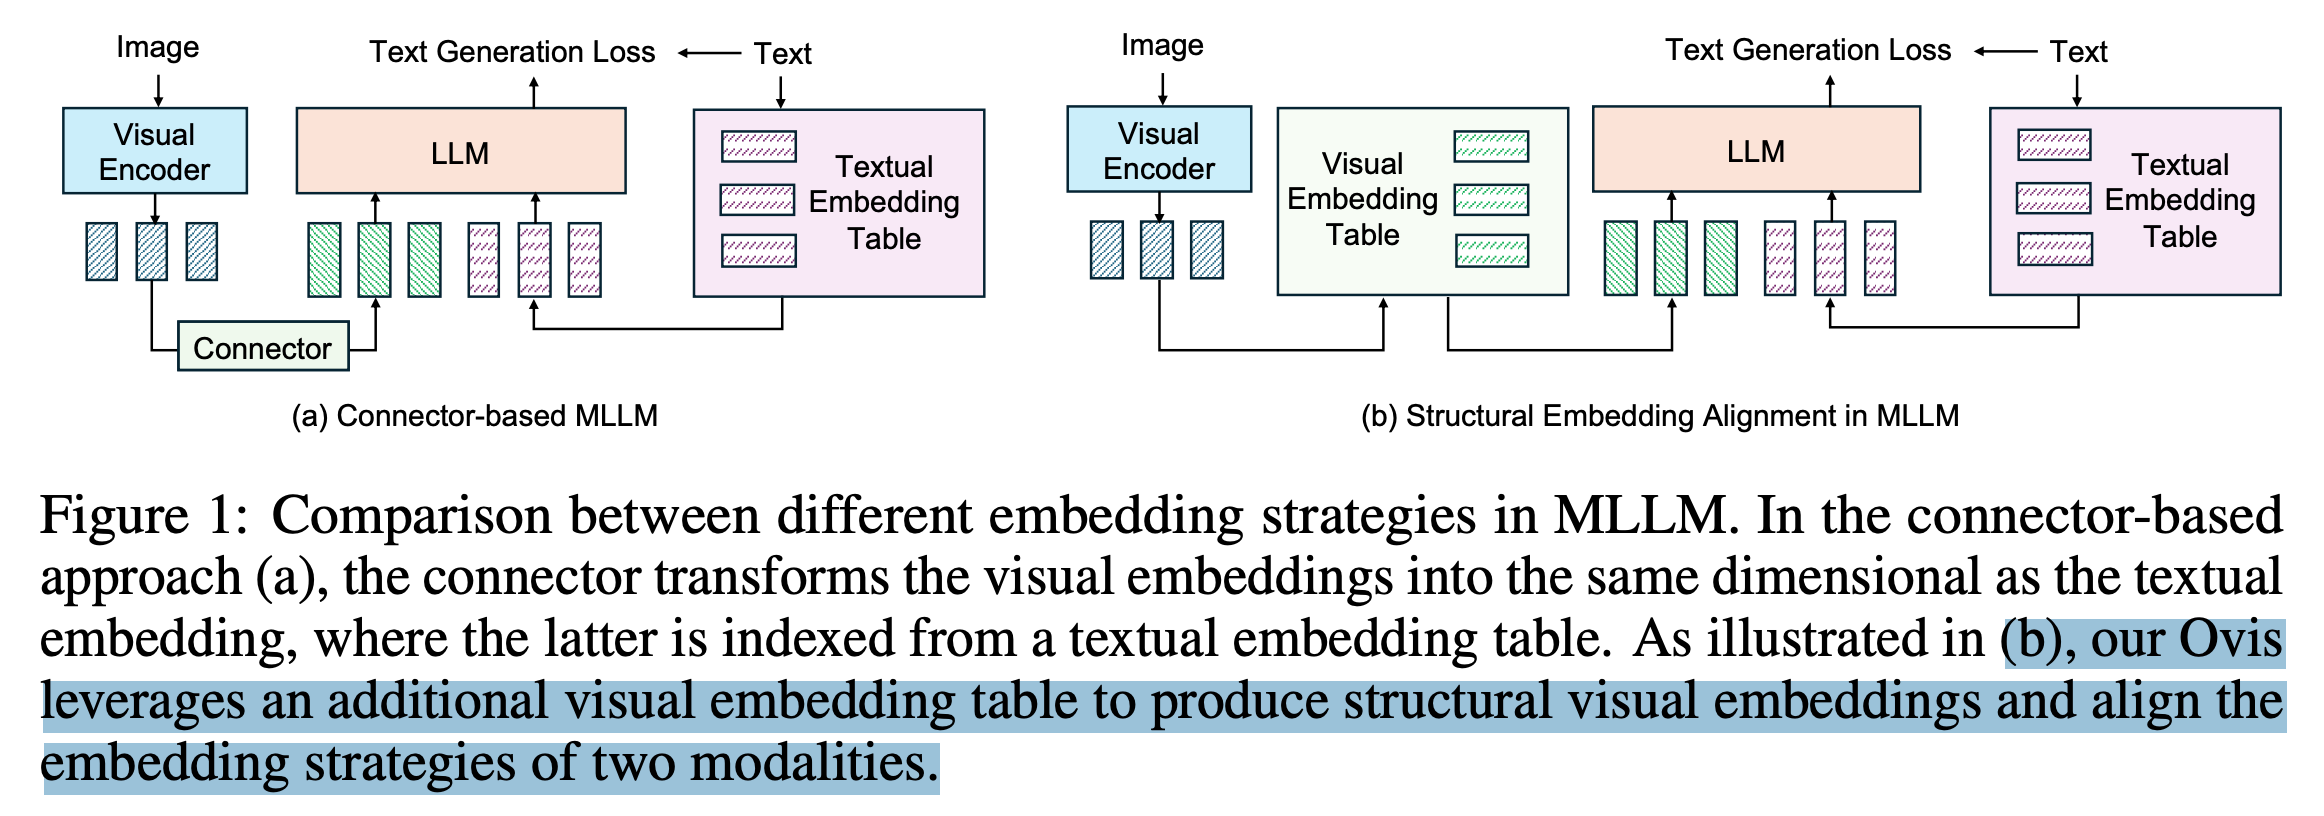 Image
Text Generation Loss
Text
Visual
Encoder
LLM
Textual
Embedding
Table
Connector
(a) Connector-based MLLM
Image
Text Generation Loss
Text
Visual
Encoder
Visual
Embedding
Table
LLM
Textual
Embedding
Table
(b) Structural Embedding Alignment in MLLM
Figure 1: Comparison between different embedding strategies in MLLM. In the connector-based
approach (a), the connector transforms the visual embeddings into the same dimensional as the textual
embedding, where the latter is indexed from a textual embedding table. As illustrated in (b), our Ovis
leverages an additional visual embedding table to produce structural visual embeddings and align the
embedding strategies of two modalities.